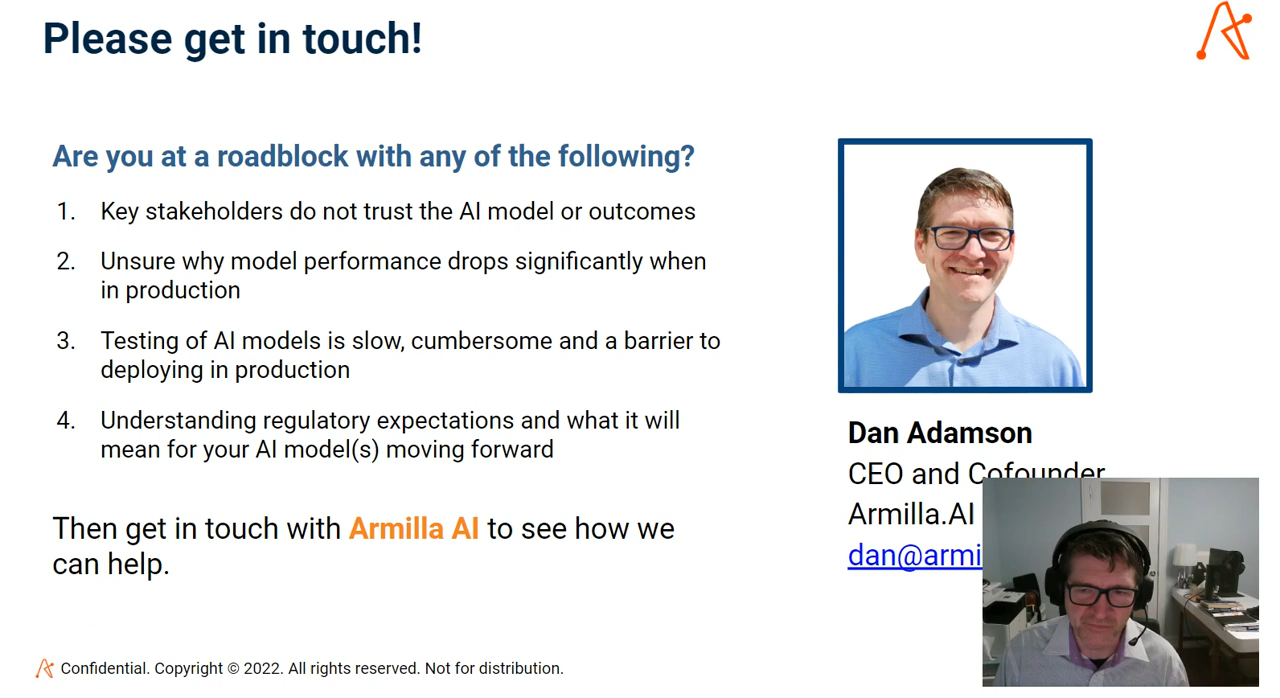 Please get in touch!
Are you at a roadblock with any of the following?
1. Key stakeholders do not trust the AI model or outcomes
2. Unsure why model performance drops significantly when
in production
3. Testing of AI models is slow, cumbersome and a barrier to
deploying in production
4. Understanding regulatory expectations and what it will
mean for your AI model(s) moving forward
Then get in touch with Armilla AI to see how we
can help.
Dan Adamson
CEO and Cofounder
Armilla.AI
dan@armi
Confidential. Copyright © 2022. All rights reserved. Not for distribution.